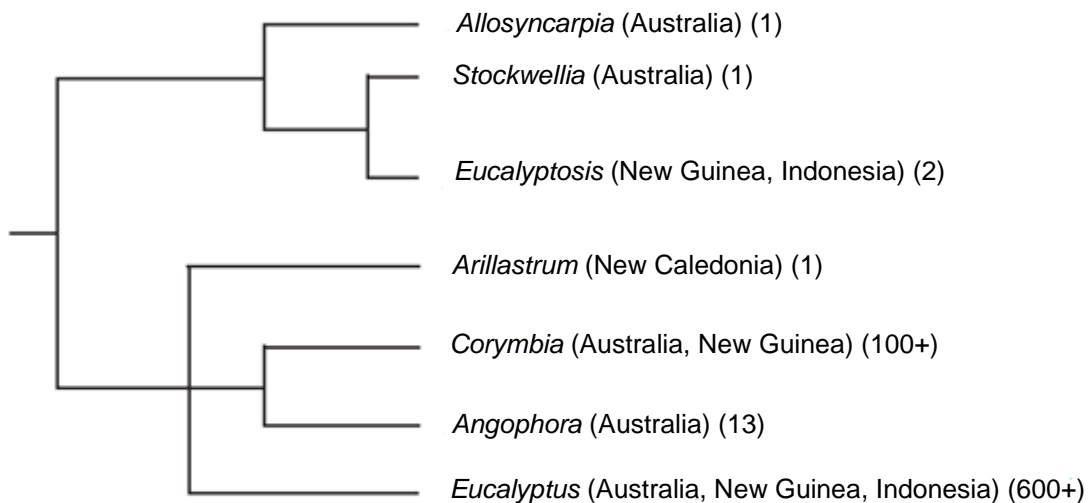 Allosyncarpia (Australia) (1)
Stockwellia (Australia) (1)
Eucalyptosis (New Guinea, Indonesia) (2)
Arillastrum (New Caledonia) (1)
Corymbia (Australia, New Guinea) (100+)
Angophora (Australia) (13)
Eucalyptus (Australia, New Guinea, Indonesia) (600+)